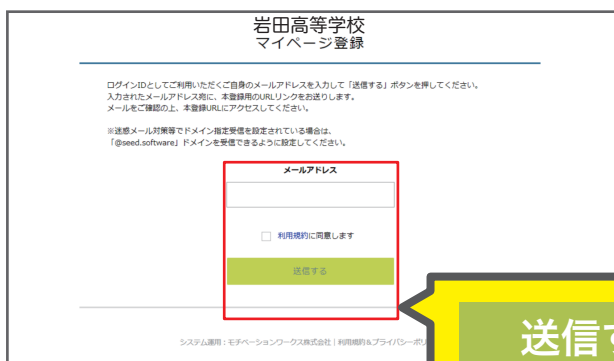 岩田高等学校
マイページ登録
ログインIDとしてご利用いただくご自身のメールアドレスを入力して「送信する」ボタンを押してください。
入力されたメールアドレス宛に、本登録用のURLリンクをお送りします。
メールをご確認の上、本登録URLにアクセスしてください。
※迷惑メール対策等でドメイン指定受信を設定されている場合は、
「@seed.software」ドメインを受信できるように設定してください。
メールアドレス
利用規約に同意します
送信する
システム運用：モチベーションワークス株式会社｜利用規約&プライバシーポリ
送信